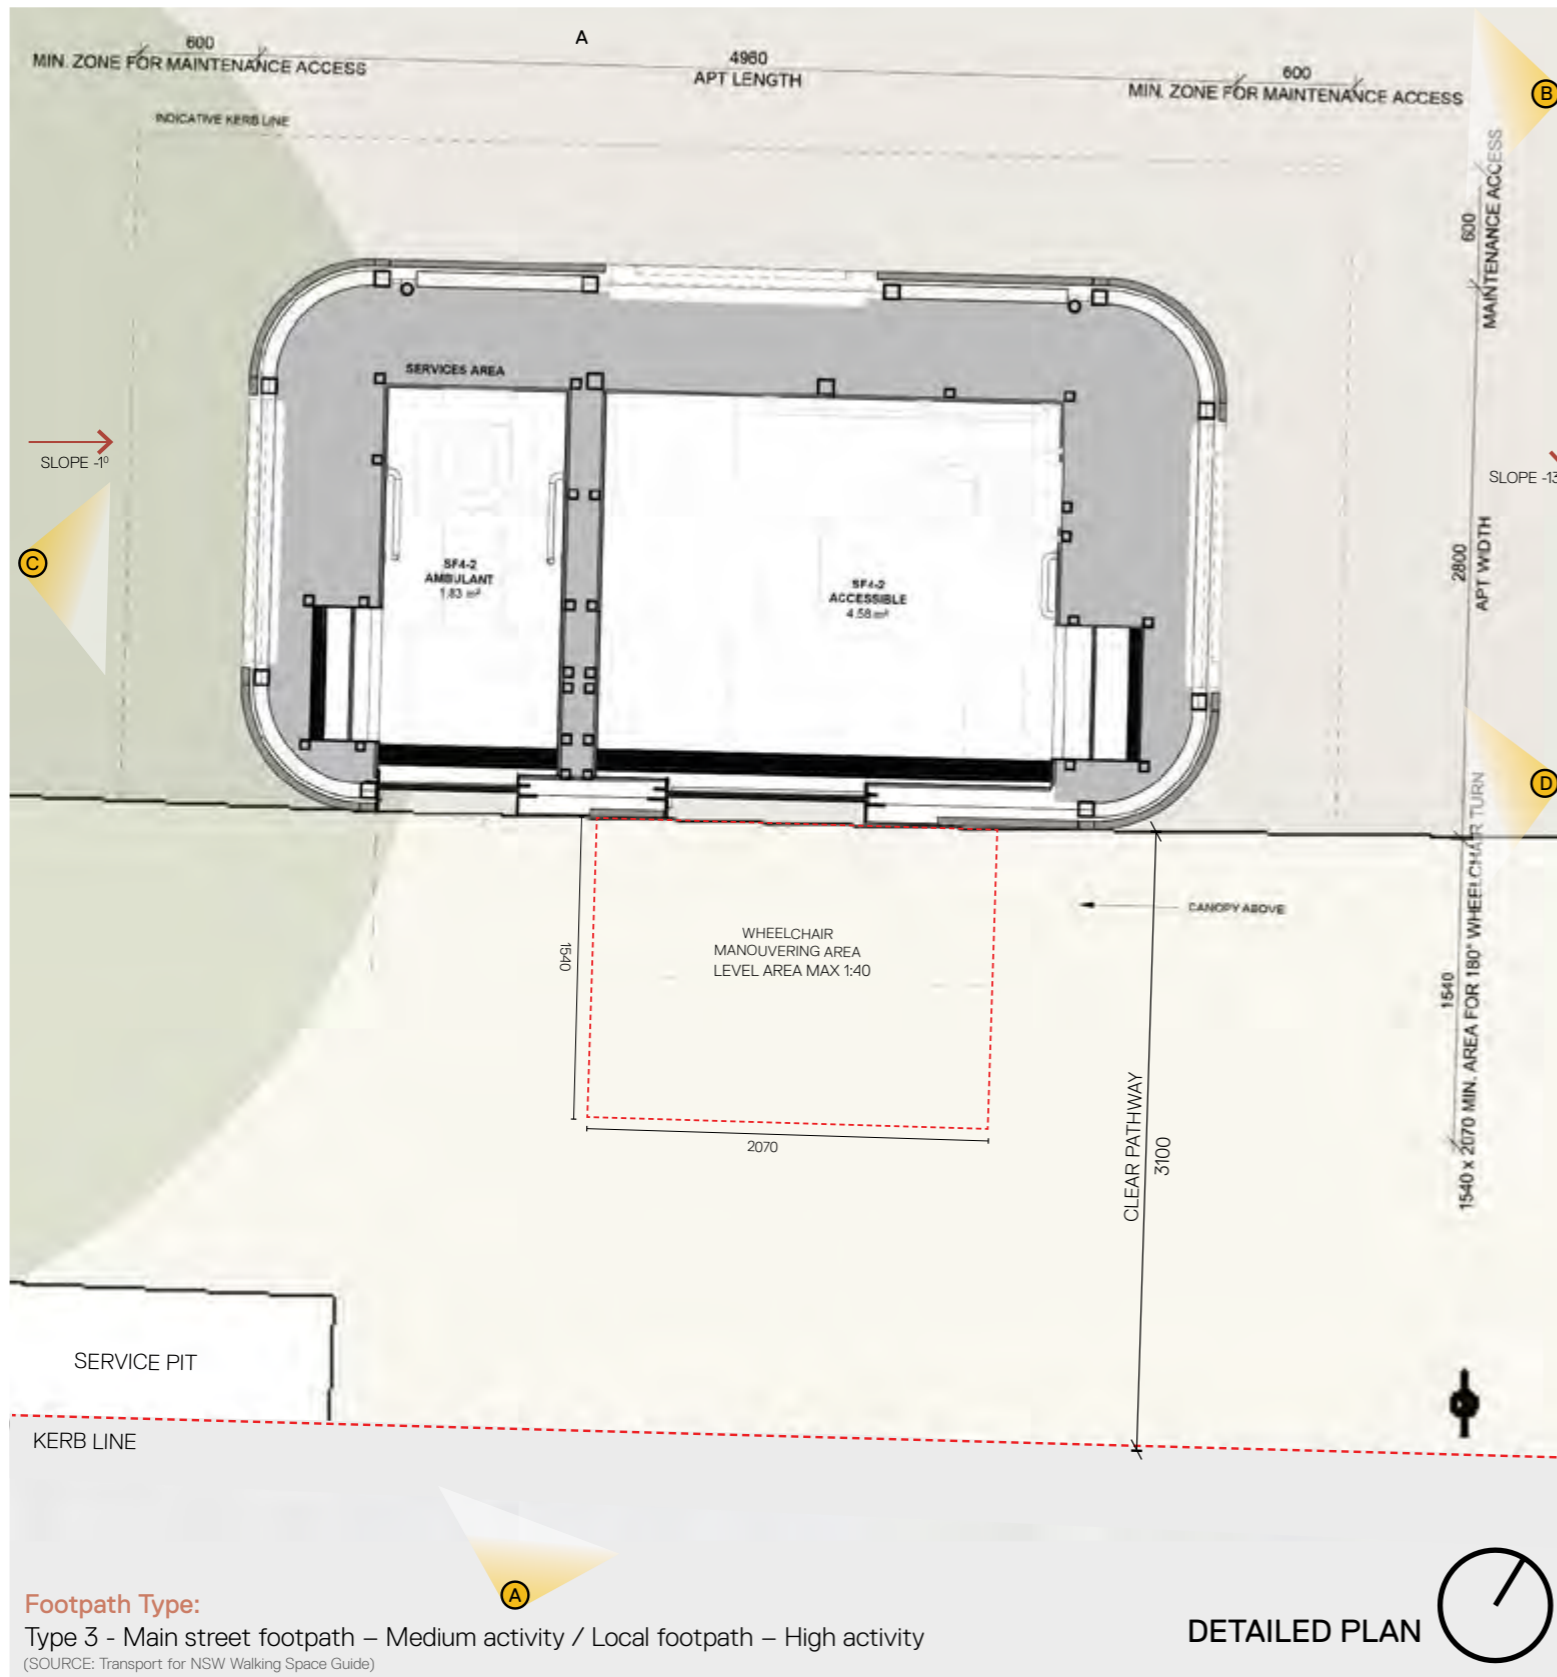 600
MIN. ZONE FOR MAINTENANCE ACCESS
A
4980
APT LENGTH
600
MIN. ZONE FOR MAINTENANCE ACCESS
B
INDICATIVE KERB LINE
600
MAINTENANCE ACCESS
SERVICES AREA
SLOPE -1⁰
SLOPE -13
C
SF4-2
AMBULANT
1.83 m²
SF4-2
ACCESSIBLE
4.58 m²
2800
APT WIDTH
D
CANOPY ABOVE
WHEELCHAIR
MANOUVERING AREA
LEVEL AREA MAX 1:40
1540
2070
CLEAR PATHWAY
3100
1540
1540 x 2070 MIN. AREA FOR 180° WHEELCHAIR TURN
SERVICE PIT
KERB LINE
A
Footpath Type:
Type 3 - Main street footpath – Medium activity / Local footpath – High activity
(SOURCE: Transport for NSW Walking Space Guide)
DETAILED PLAN